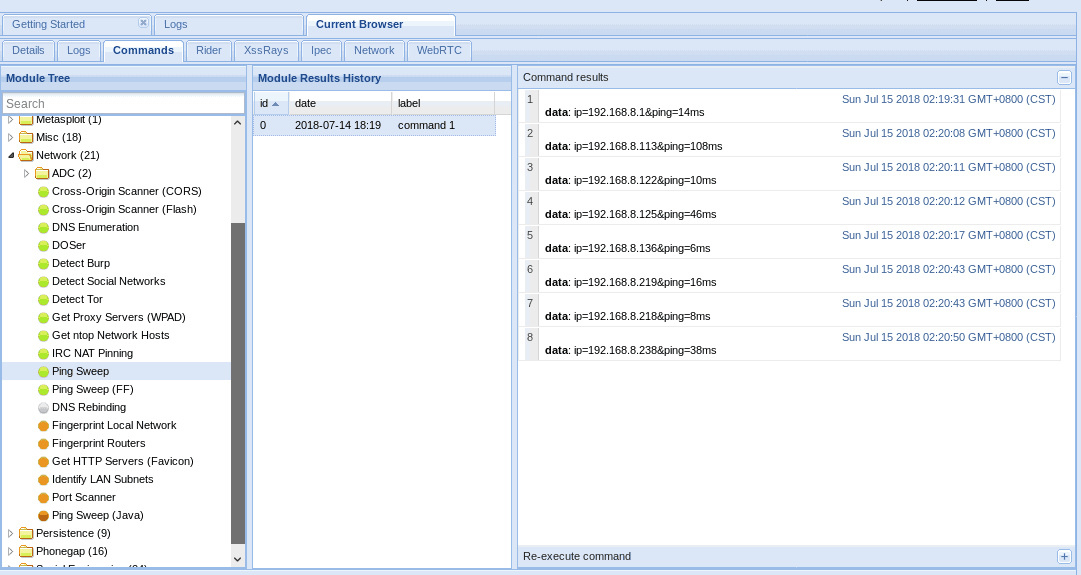 Getting Started
Logs
Current Browser
Details
Logs
Commands
Rider
XssRays
Ipec
Network
WebRTC
Module Tree
Search
Metasploit (1)
Misc (18)
Network (21)
ADC (2)
Cross-Origin Scanner (CORS)
Cross-Origin Scanner (Flash)
DNS Enumeration
DOSer
Detect Burp
Detect Social Networks
Detect Tor
Get Proxy Servers (WPAD)
Get ntop Network Hosts
IRC NAT Pinning
Ping Sweep
Ping Sweep (FF)
DNS Rebinding
Fingerprint Local Network
Fingerprint Routers
Get HTTP Servers (Favicon)
Identify LAN Subnets
Port Scanner
Ping Sweep (Java)
Persistence (9)
Phonegap (16)
Module Results History
id date label
0 2018-07-14 18:19 command 1
Command results
1 Sun Jul 15 2018 02:19:31 GMT+0800 (CST)
data: ip=192.168.8.1&ping=14ms
2 Sun Jul 15 2018 02:20:08 GMT+0800 (CST)
data: ip=192.168.8.113&ping=108ms
3 Sun Jul 15 2018 02:20:11 GMT+0800 (CST)
data: ip=192.168.8.122&ping=10ms
4 Sun Jul 15 2018 02:20:12 GMT+0800 (CST)
data: ip=192.168.8.125&ping=46ms
5 Sun Jul 15 2018 02:20:17 GMT+0800 (CST)
data: ip=192.168.8.136&ping=6ms
6 Sun Jul 15 2018 02:20:43 GMT+0800 (CST)
data: ip=192.168.8.219&ping=16ms
7 Sun Jul 15 2018 02:20:43 GMT+0800 (CST)
data: ip=192.168.8.218&ping=8ms
8 Sun Jul 15 2018 02:20:50 GMT+0800 (CST)
data: ip=192.168.8.238&ping=38ms
Re-execute command